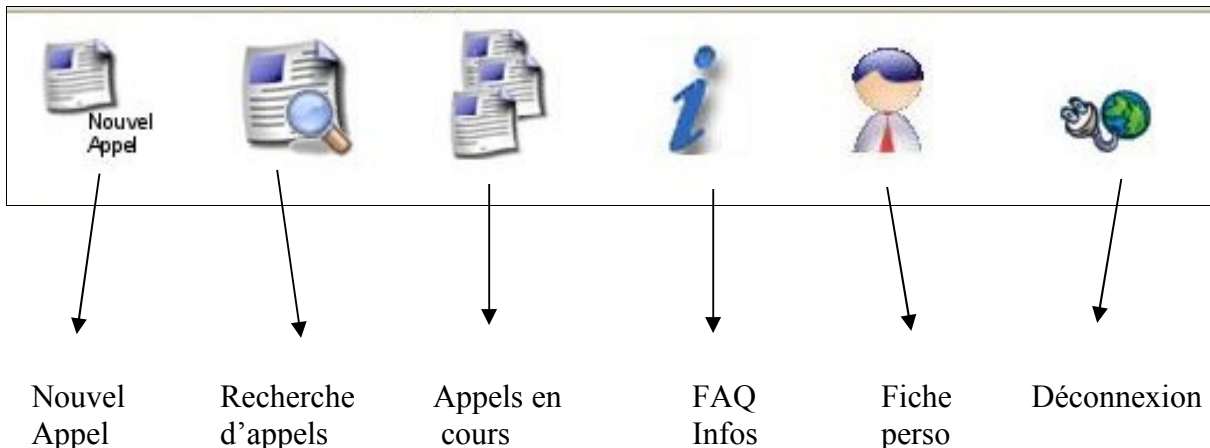 Nouvel
Appel
Nouvel Recherche Appels en FAQ Fiche Déconnexion
Appel d’appels cours Infos perso